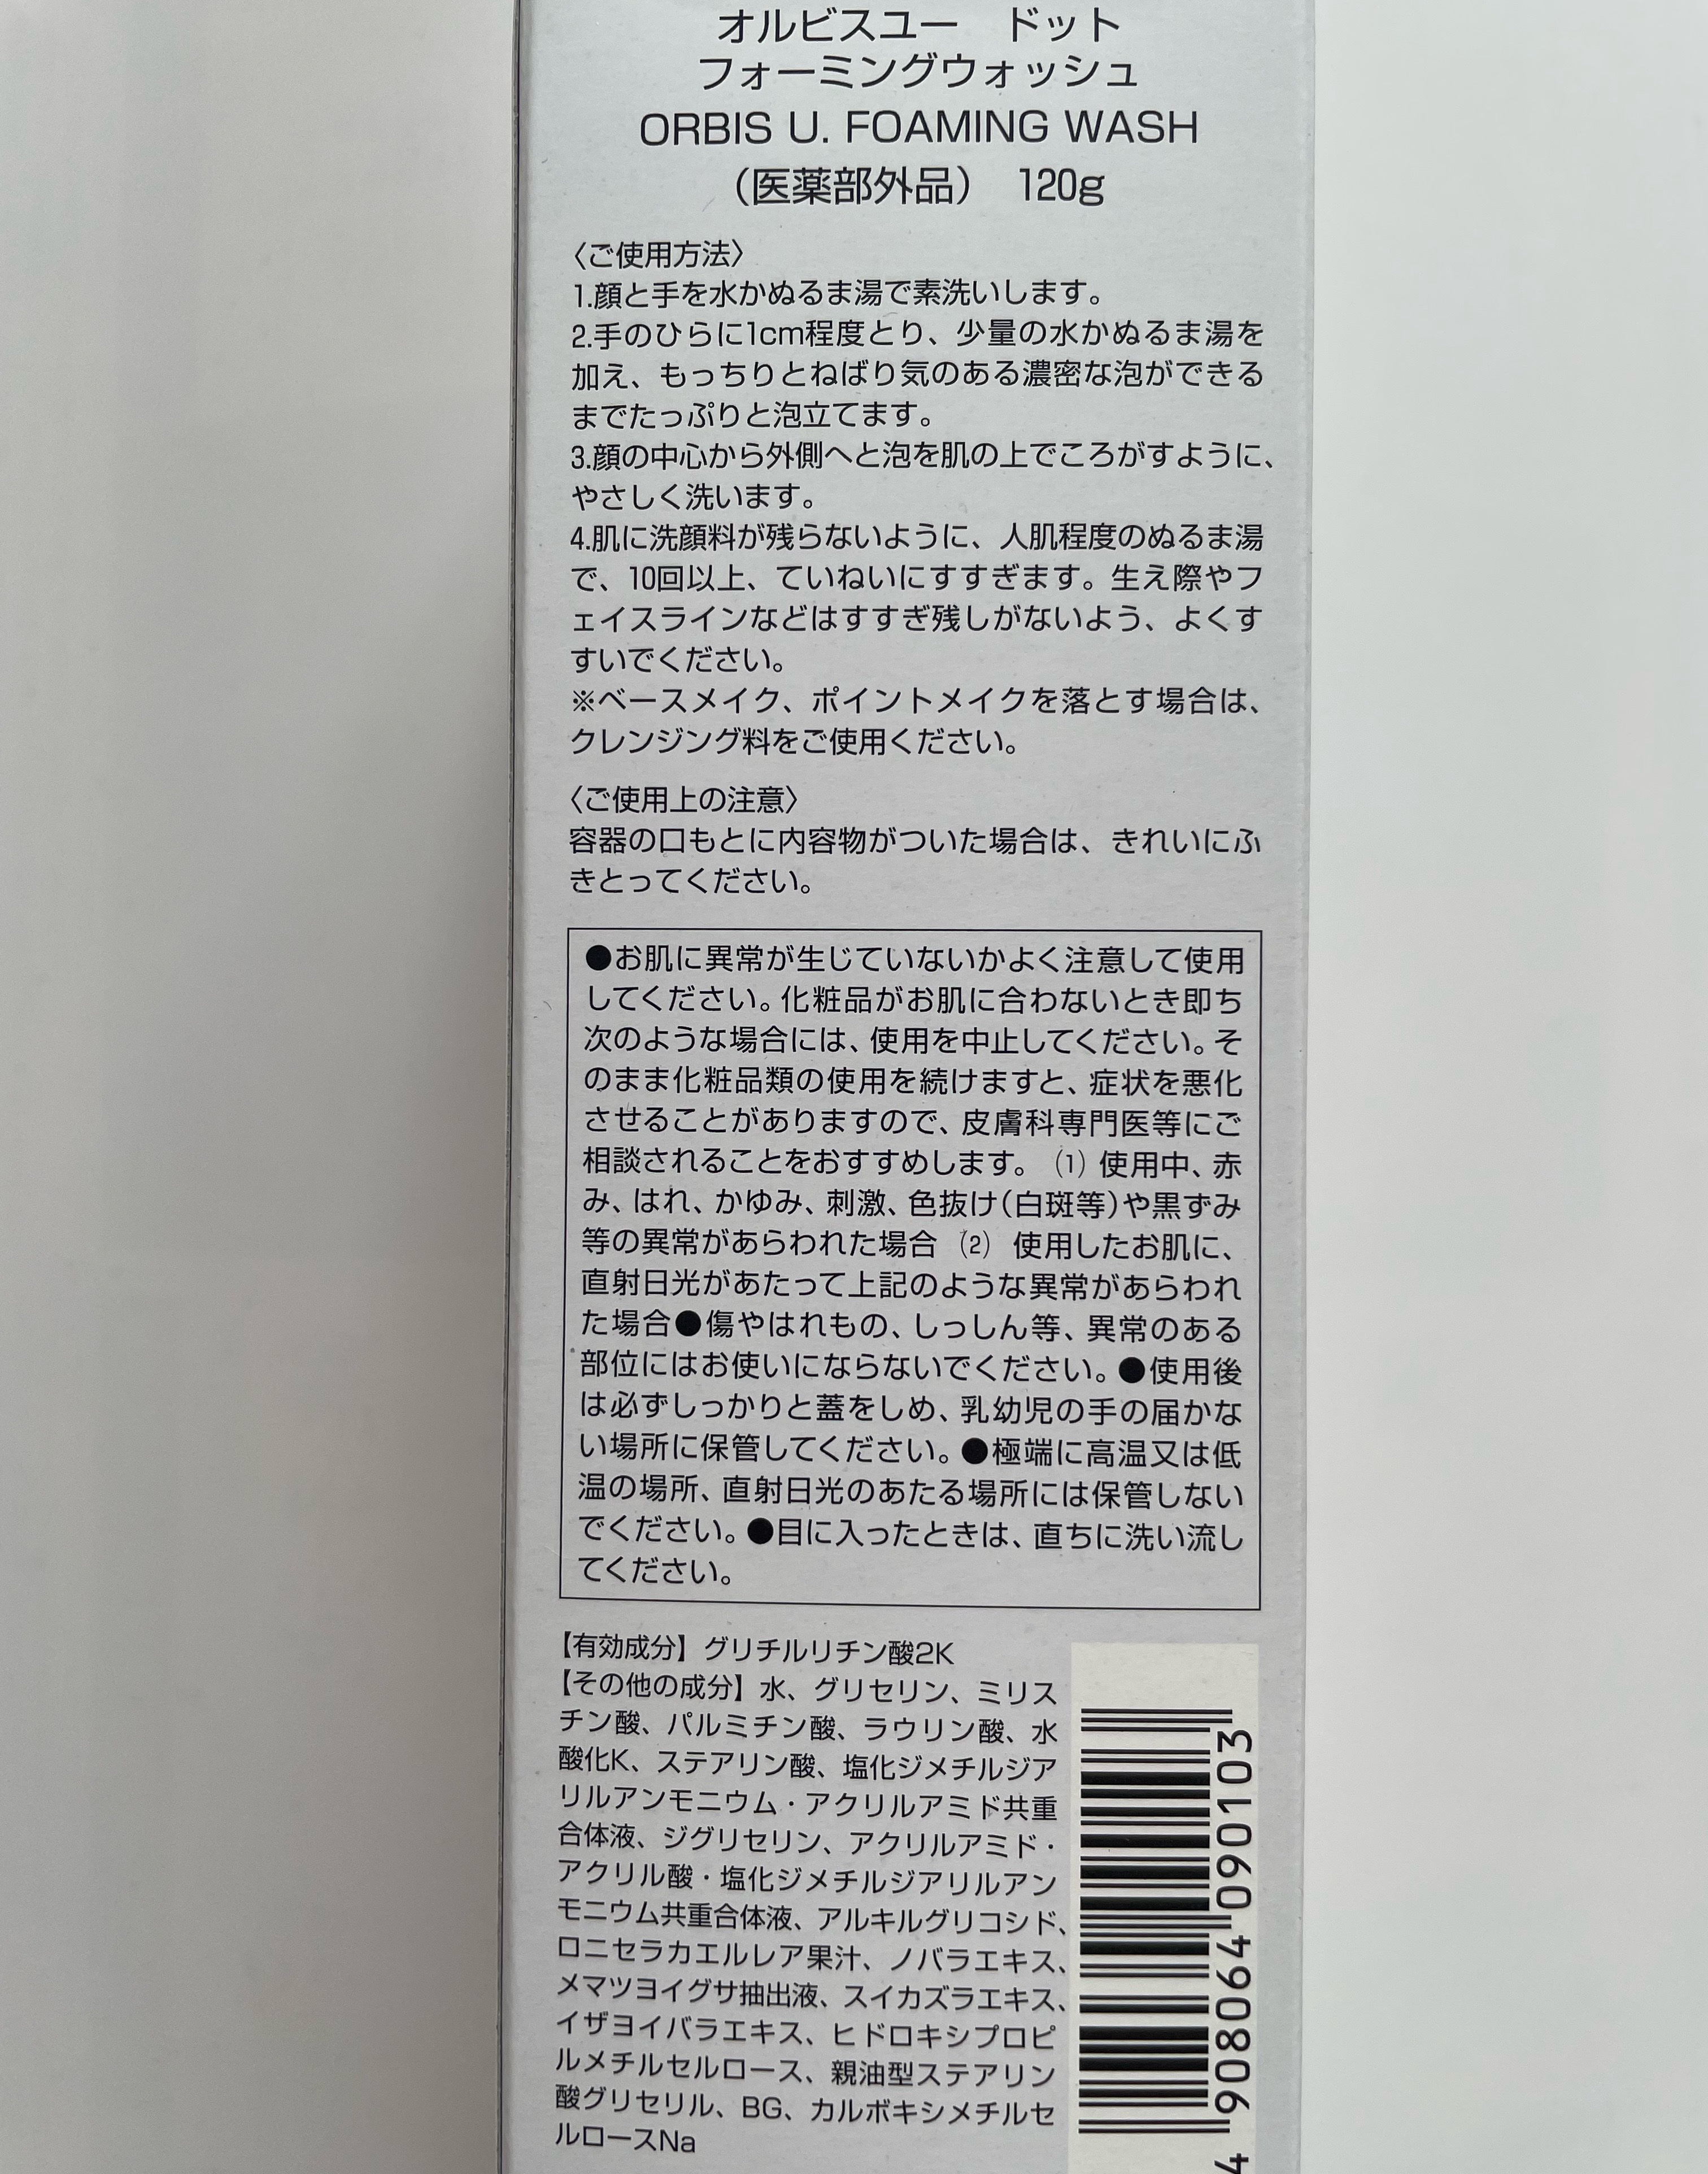 オルビスユー　ドット
フォーミングウォッシュ
ORBIS U. FOAMING WASH
（医薬部外品）　120g
〈ご使用方法〉
1.顔と手を水かぬるま湯で素洗いします。
2.手のひらに1cm程度とり、少量の水かぬるま湯を
加え、もっちりとねばり気のある濃密な泡ができる
までたっぷりと泡立てます。
3.顔の中心から外側へと泡を肌の上でころがすように、
やさしく洗います。
4.肌に洗顔料が残らないように、人肌程度のぬるま湯
で、10回以上、ていねいにすすぎます。生え際やフ
ェイスラインなどはすすぎ残しがないよう、よくす
すいでください。
※ベースメイク、ポイントメイクを落とす場合は、
クレンジング料をご使用ください。
〈ご使用上の注意〉
容器の口もとに内容物がついた場合は、きれいにふ
きとってください。
●お肌に異常が生じていないかよく注意して使用
してください。化粧品がお肌に合わないとき即ち
次のような場合には、使用を中止してください。そ
のまま化粧品類の使用を続けますと、症状を悪化
させることがありますので、皮膚科専門医等にご
相談されることをおすすめします。（1）使用中、赤
み、はれ、かゆみ、刺激、色抜け（白斑等）や黒ずみ
等の異常があらわれた場合（2）使用したお肌に、
直射日光があたって上記のような異常があらわれ
た場合●傷やはれもの、しっしん等、異常のある
部位にはお使いにならないでください。●使用後
は必ずしっかりと蓋をしめ、乳幼児の手の届かな
い場所に保管してください。●極端に高温又は低
温の場所、直射日光のあたる場所には保管しない
でください。●目に入ったときは、直ちに洗い流し
てください。
【有効成分】グリチルリチン酸2K
【その他の成分】水、グリセリン、ミリス
チン酸、パルミチン酸、ラウリン酸、水
酸化K、ステアリン酸、塩化ジメチルジア
リルアンモニウム・アクリルアミド共重
合体液、ジグリセリン、アクリルアミド・
アクリル酸・塩化ジメチルジアリルアン
モニウム共重合体液、アルキルグリコシド、
ロニセラカエルレア果汁、ノバラエキス、
メマツヨイグサ抽出液、スイカズラエキス、
イザヨイバラエキス、ヒドロキシプロピ
ルメチルセルロース、親油型ステアリン
酸グリセリル、BG、カルボキシメチルセ
ルロースNa
4 908064 090103